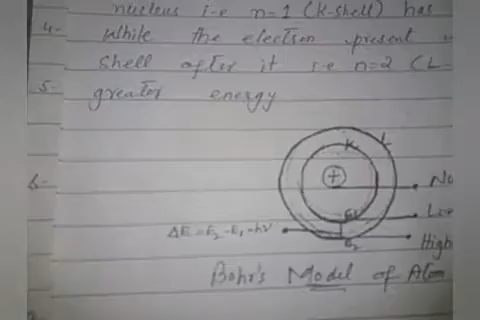 nucleus i.e n=1 (K-shell) has
4- While the electron present
shell after it i.e n=2 (L-
5- greater energy
K L
+
6- No
E1 Low
ΔE = E2 - E1 = hν
E2 High
Bohr's Model of Atom